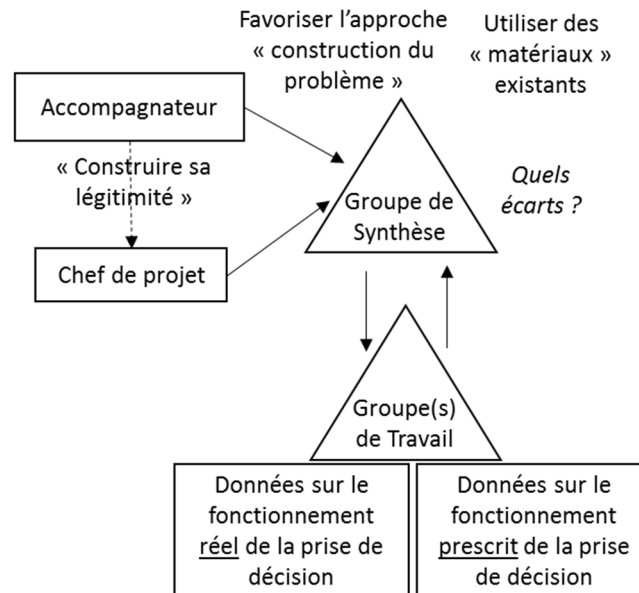 Favoriser l’approche
« construction du
problème »
Utiliser des
« matériaux »
existants
Accompagnateur
« Construire sa
légitimité »
Quels
écarts ?
Groupe de
Synthèse
Chef de projet
Groupe(s)
de Travail
Données sur le
fonctionnement
réel de la prise de
décision
Données sur le
fonctionnement
prescrit de la prise
de décision